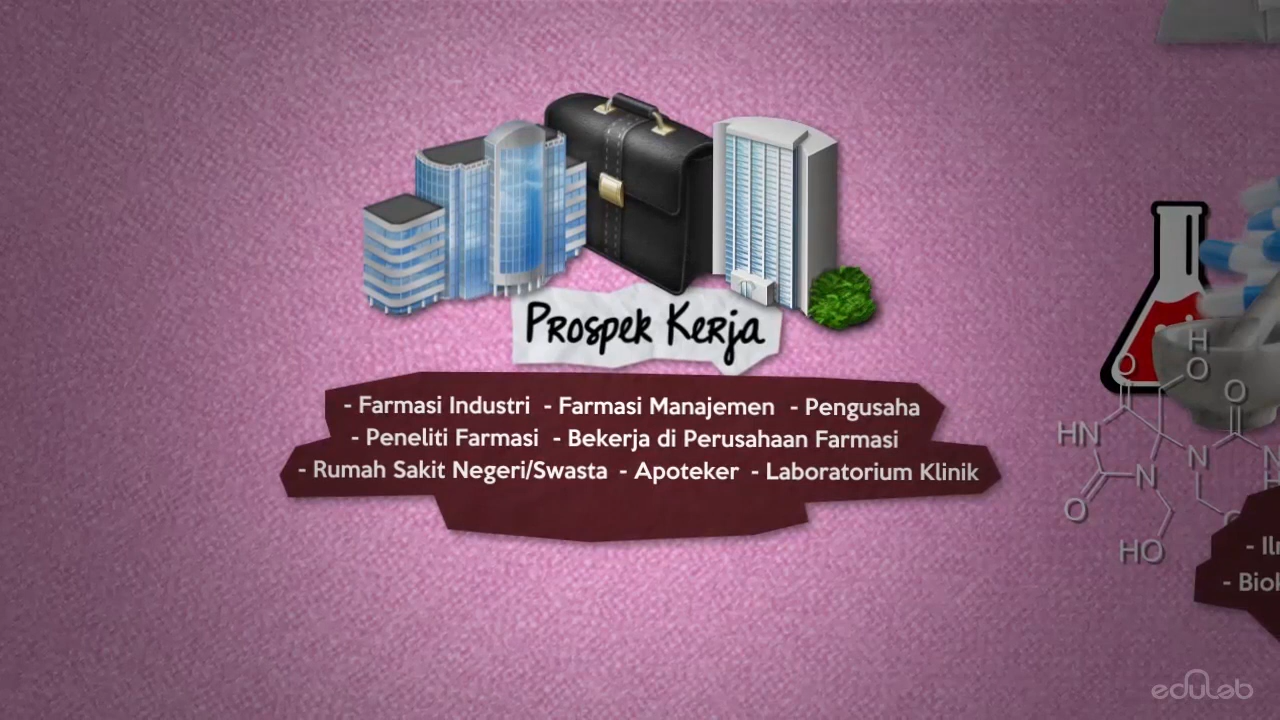 Prospek Kerja
- Farmasi Industri - Farmasi Manajemen - Pengusaha
- Peneliti Farmasi - Bekerja di Perusahaan Farmasi
- Rumah Sakit Negeri/Swasta - Apoteker - Laboratorium Klinik
H
O
O
O
HN
N
N
N
H
O
HO
edulab